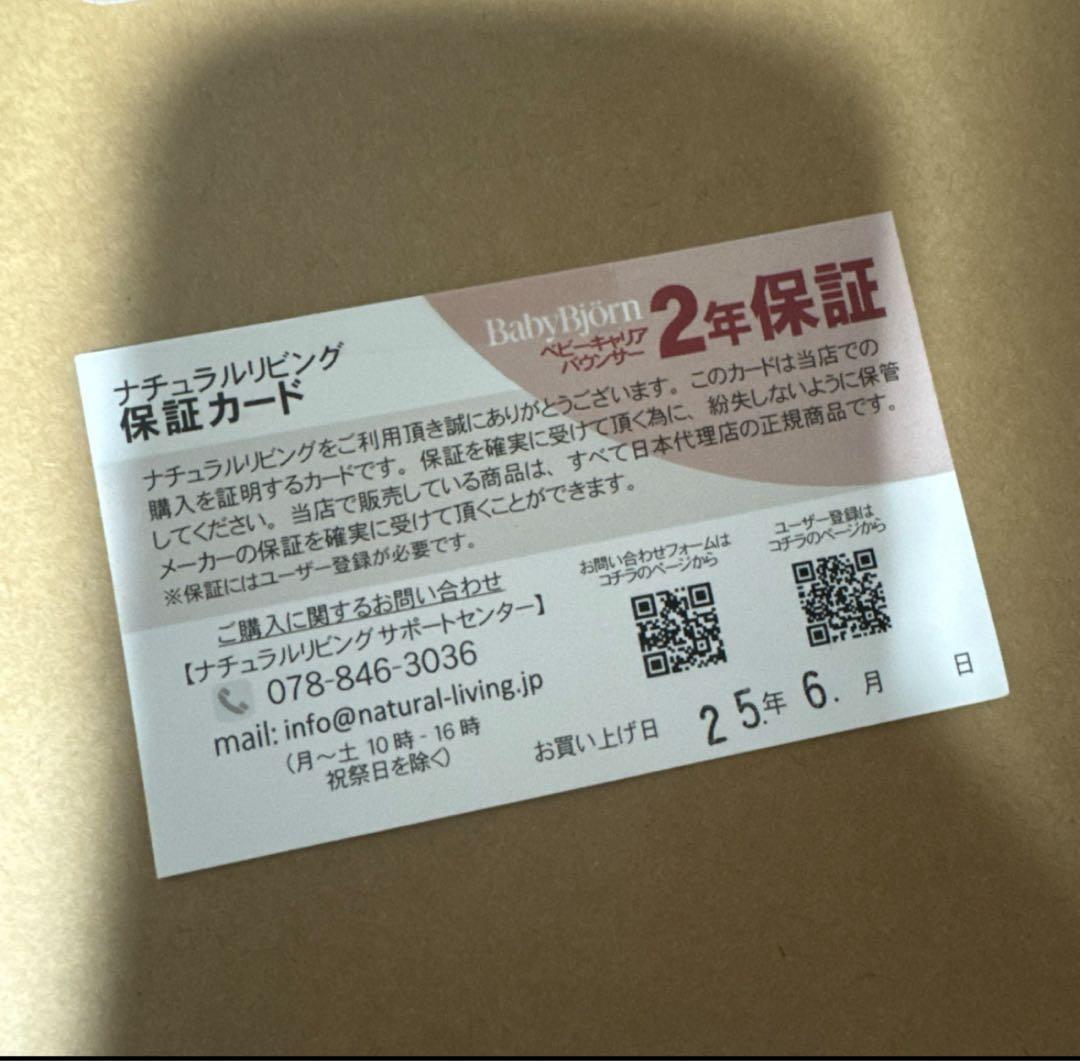 ナチュラルリビング
保証カード
BabyBjörn
ベビーキャリア
バウンサー
2年保証
ナチュラルリビングをご利用頂き誠にありがとうございます。このカードは当店での
購入を証明するカードです。保証を確実に受けて頂く為に、紛失しないように保管
してください。当店で販売している商品は、すべて日本代理店の正規商品です。
メーカーの保証を確実に受けて頂くことができます。
※保証にはユーザー登録が必要です。
ご購入に関するお問い合わせ
【ナチュラルリビング サポートセンター】
078-846-3036
mail: info@natural-living.jp
(月～土 10時 - 16時
祝祭日を除く)
お問い合わせフォームは
コチラのページから
ユーザー登録は
コチラのページから
お買い上げ日 25.年 6.月 日